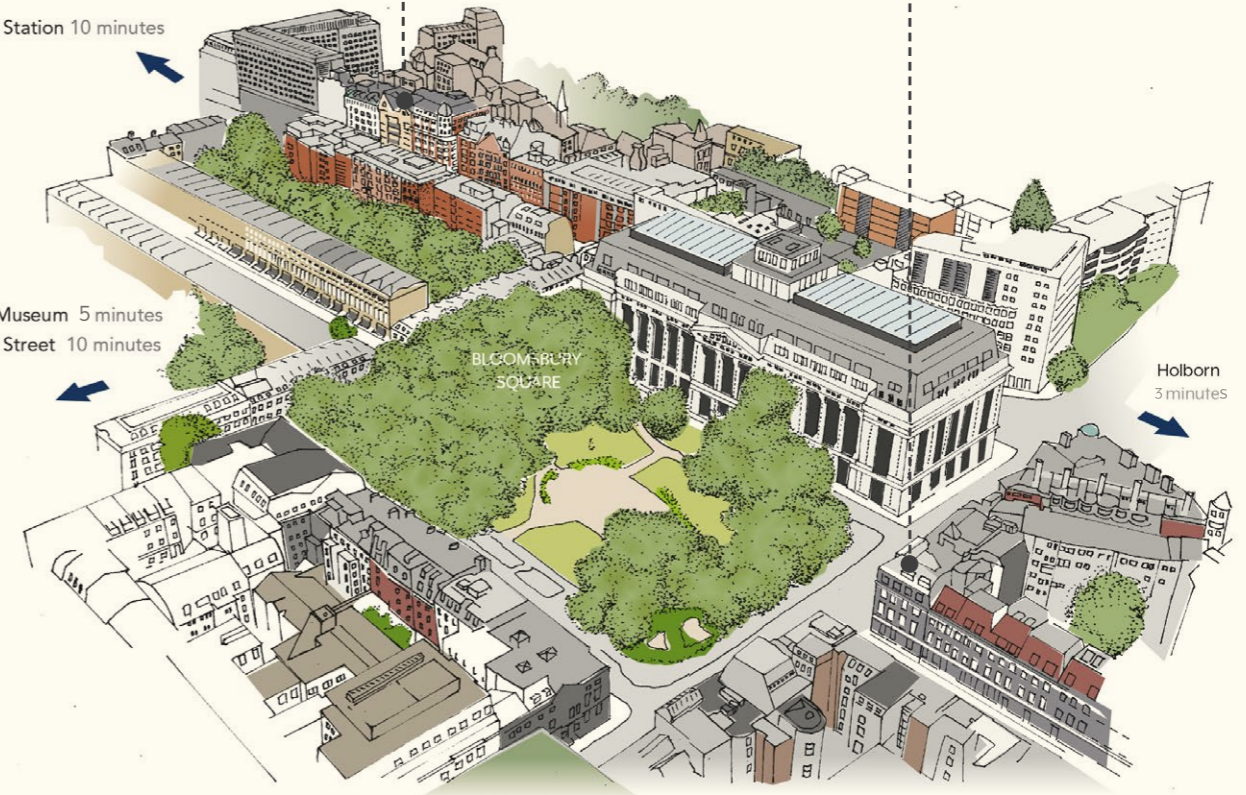 Station 10 minutes
Museum 5 minutes
Street 10 minutes
BLOOMSBURY
SQUARE
Holborn
3 minutes